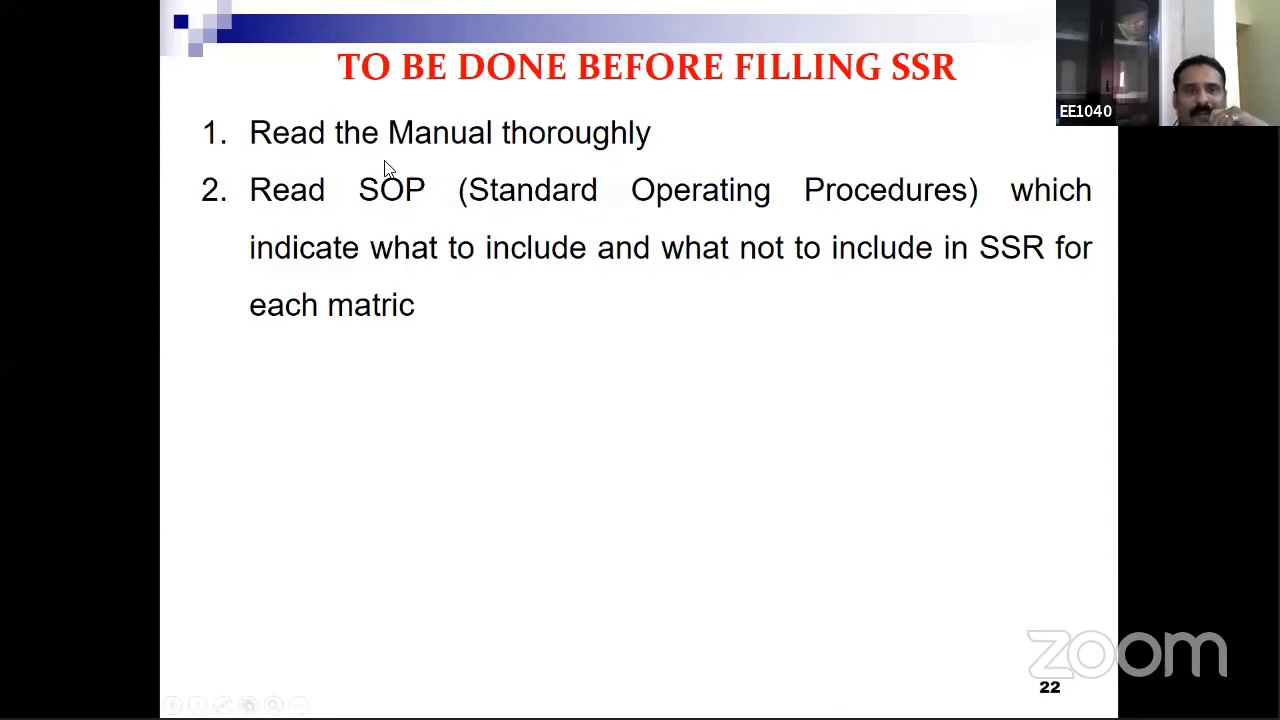 TO BE DONE BEFORE FILLING SSR
EE1040
1. Read the Manual thoroughly
2. Read SOP (Standard Operating Procedures) which
indicate what to include and what not to include in SSR for
each matric
zoom
22